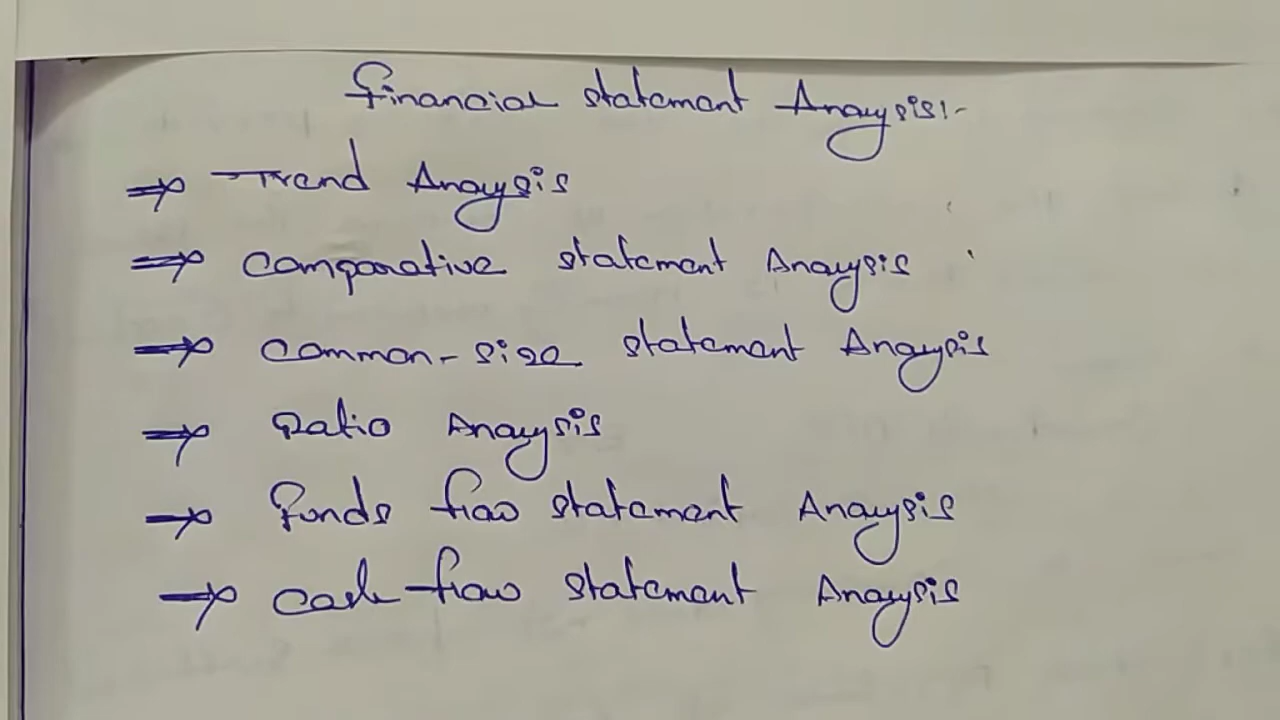 Financial statement Anaysis:-
⇒ Trend Anaysis
⇒ Comparative statement Anaysis
⇒ Common-size statement Anaysis
⇒ Ratio Anaysis
⇒ Funds flow statement Anaysis
⇒ Cash-flow statement Anaysis